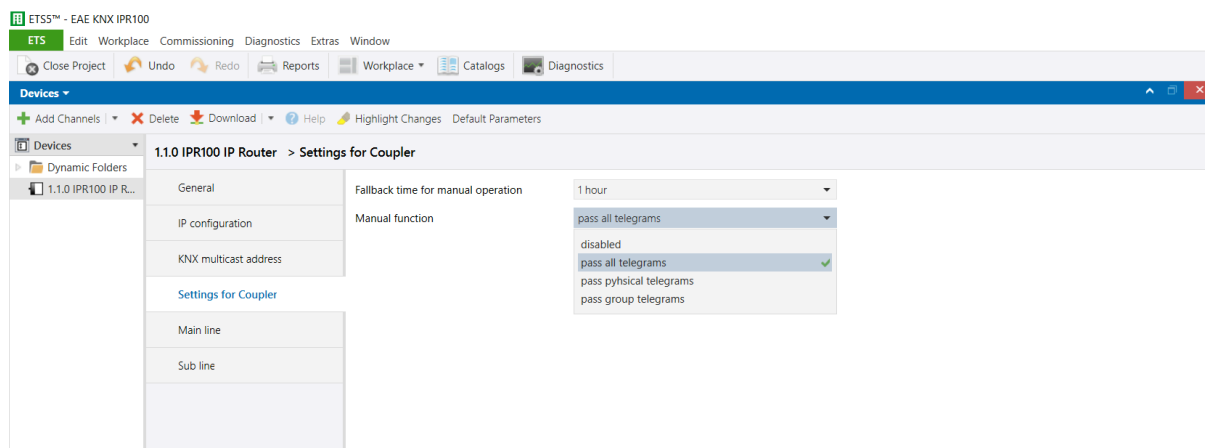 ETS5™ - EAE KNX IPR100
ETS Edit Workplace Commissioning Diagnostics Extras Window
Close Project Undo Redo Reports Workplace Catalogs Diagnostics
Devices
Add Channels Delete Download Help Highlight Changes Default Parameters
Devices
Dynamic Folders
1.1.0 IPR100 IP R...
1.1.0 IPR100 IP Router > Settings for Coupler
General
IP configuration
KNX multicast address
Settings for Coupler
Main line
Sub line
Fallback time for manual operation 1 hour
Manual function pass all telegrams
disabled
pass all telegrams
pass pyhsical telegrams
pass group telegrams